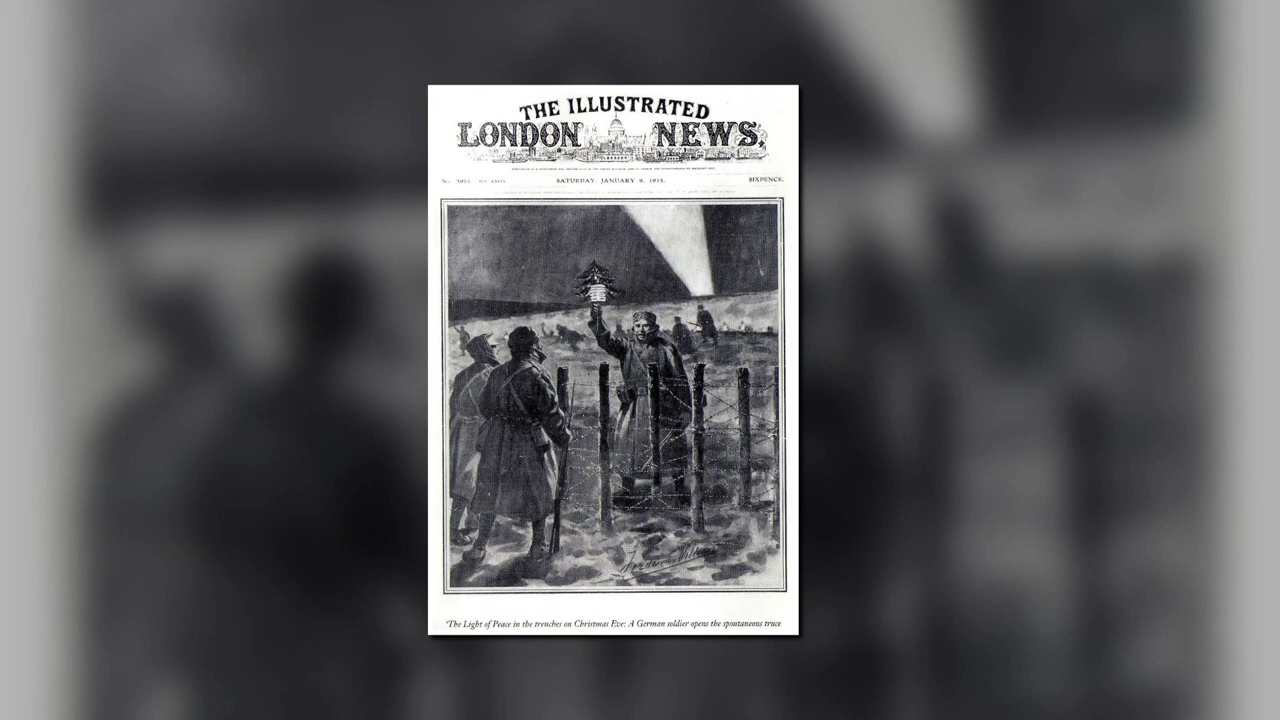 THE ILLUSTRATED
LONDON NEWS,
SATURDAY, JANUARY 9, 1915.
SIXPENCE.
'The Light of Peace in the trenches on Christmas Eve: A German soldier opens the spontaneous truce